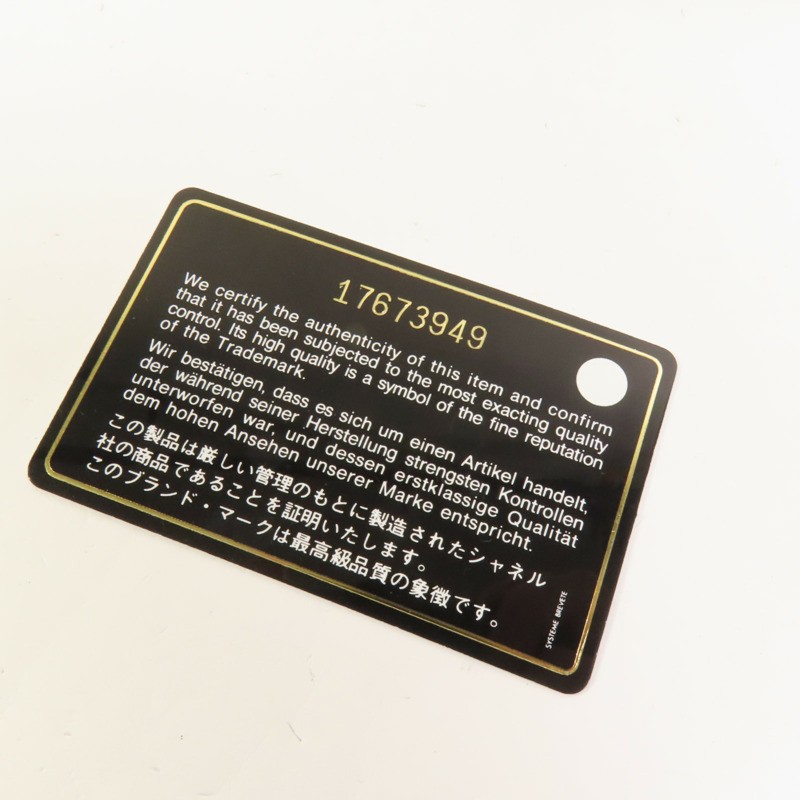 17673949
We certify the authenticity of this item and confirm
that it has been subjected to the most exacting quality
control. Its high quality is a symbol of the fine reputation
of the Trademark.
Wir bestätigen, dass es sich um einen Artikel handelt,
der während seiner Herstellung strengsten Kontrollen
unterworfen war, und dessen erstklassige Qualität
dem hohen Ansehen unserer Marke entspricht.
この製品は厳しい管理のもとに製造されたシャネル
社の商品であることを証明いたします。
このブランド・マークは最高級品質の象徴です。
SYSTEME BREVETE